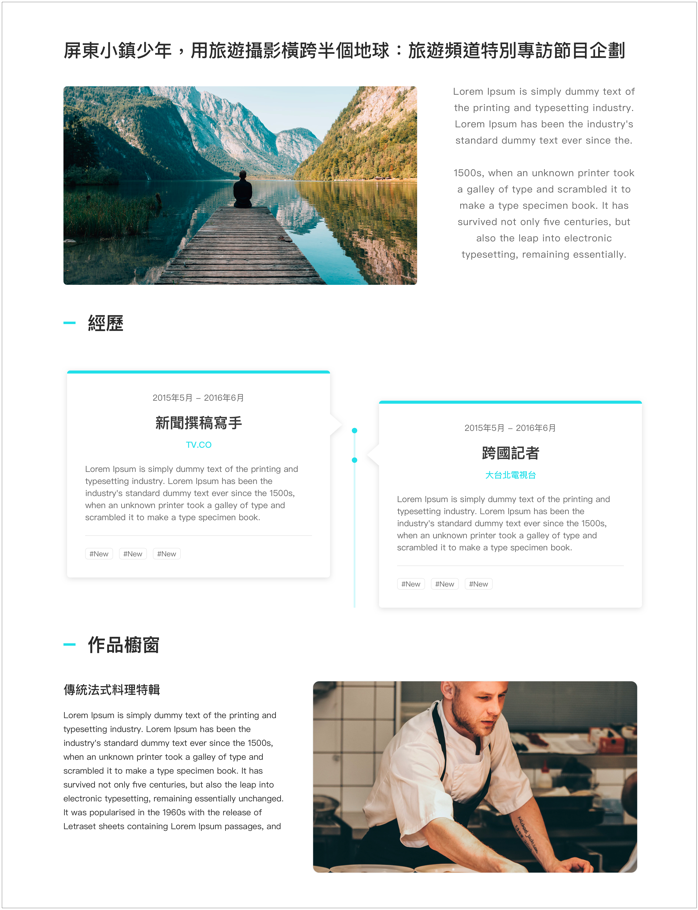 屏東小鎮少年，用旅遊攝影橫跨半個地球：旅遊頻道特別專訪節目企劃
Lorem Ipsum is simply dummy text of
the printing and typesetting industry.
Lorem Ipsum has been the industry's
standard dummy text ever since the.
1500s, when an unknown printer took
a galley of type and scrambled it to
make a type specimen book. It has
survived not only five centuries, but
also the leap into electronic
typesetting, remaining essentially.
經歷
2015年5月 – 2016年6月
新聞撰稿寫手
TV.CO
Lorem Ipsum is simply dummy text of the printing and
typesetting industry. Lorem Ipsum has been the
industry's standard dummy text ever since the 1500s,
when an unknown printer took a galley of type and
scrambled it to make a type specimen book.
#New #New #New
2015年5月 – 2016年6月
跨國記者
大台北電視台
Lorem Ipsum is simply dummy text of the printing and
typesetting industry. Lorem Ipsum has been the
industry's standard dummy text ever since the 1500s,
when an unknown printer took a galley of type and
scrambled it to make a type specimen book.
#New #New #New
作品櫥窗
傳統法式料理特輯
Lorem Ipsum is simply dummy text of the printing and
typesetting industry. Lorem Ipsum has been the
industry's standard dummy text ever since the 1500s,
when an unknown printer took a galley of type and
scrambled it to make a type specimen book. It has
survived not only five centuries, but also the leap into
electronic typesetting, remaining essentially unchanged.
It was popularised in the 1960s with the release of
Letraset sheets containing Lorem Ipsum passages, and